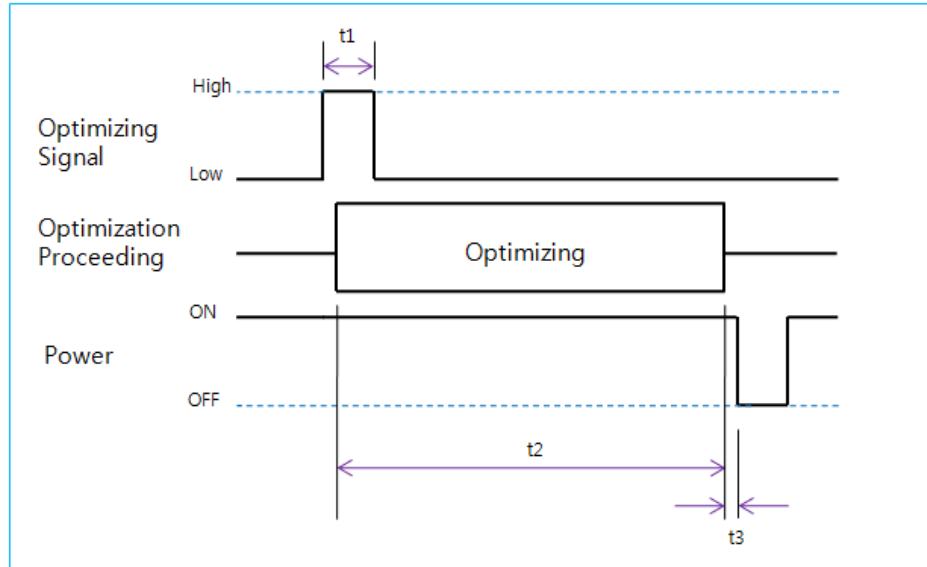 t1
High
Optimizing
Signal
Low
Optimization
Proceeding
Optimizing
ON
Power
OFF
t2
t3